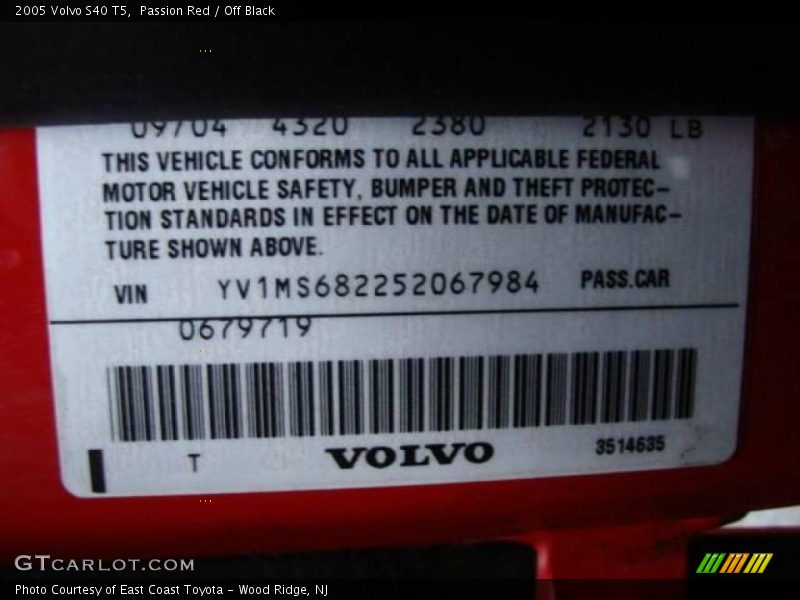 2005 Volvo S40 T5,  Passion Red / Off Black
09704 4320 2380 2130 LB
THIS VEHICLE CONFORMS TO ALL APPLICABLE FEDERAL
MOTOR VEHICLE SAFETY, BUMPER AND THEFT PROTEC-
TION STANDARDS IN EFFECT ON THE DATE OF MANUFAC-
TURE SHOWN ABOVE.
VIN YV1MS682252067984 PASS.CAR
0679719
T VOLVO 3514635
GTCARLOT.COM
Photo Courtesy of East Coast Toyota - Wood Ridge, NJ